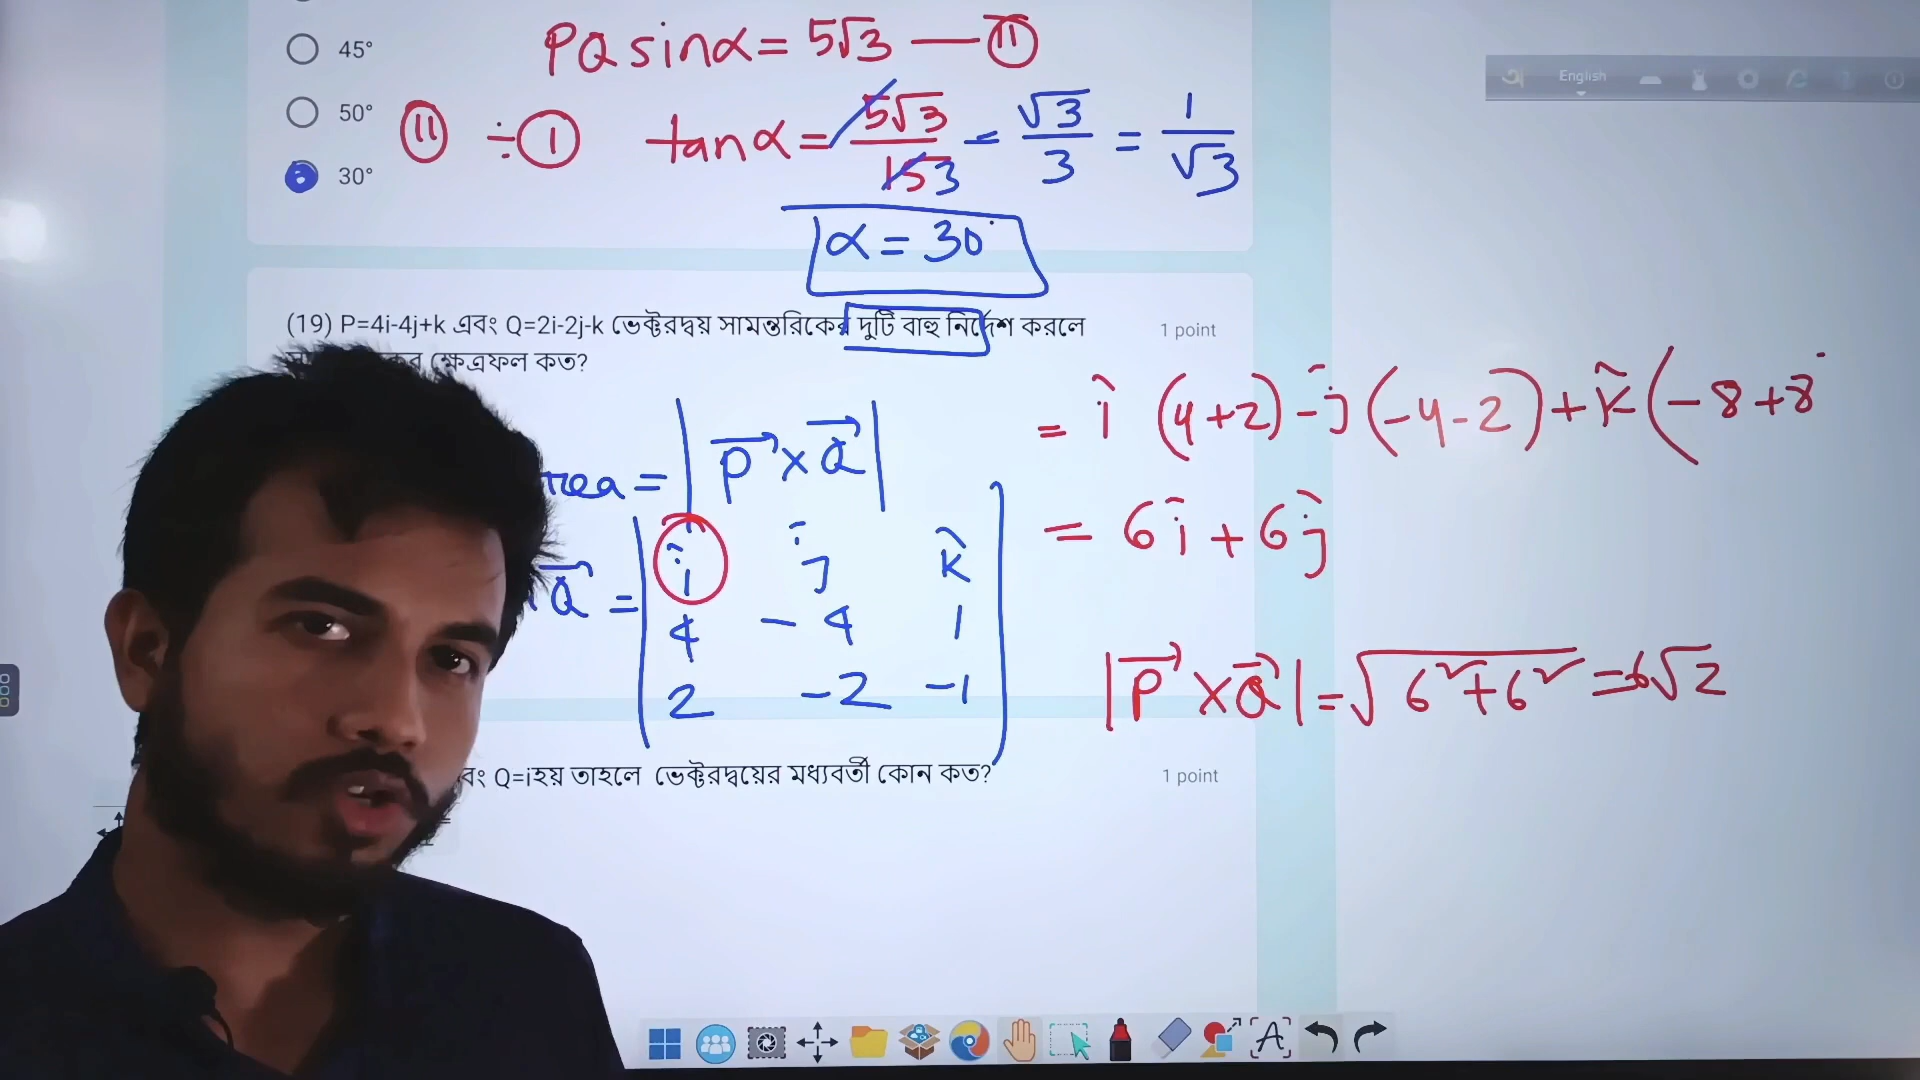 PQ sinα = 5√3 — II
45°
50°
II ÷ I tanα = 5√3/15 3 = √3/3 = 1/√3
30°
α = 30°
(19) P=4i-4j+k এবং Q=2i-2j-k ভেক্টরদ্বয় সামন্তরিকের দুটি বাহু নির্দেশ করলে
1 point
ক্ষেত্রফল কত?
rea = |P × Q|
Q = | i j k
4 -4 1
2 -2 -1 |
= i (4+2) - j (-4-2) + k (-8+8
= 6i + 6j
|P × Q| = √6²+6² = 6√2
বং Q=iহয় তাহলে ভেক্টরদ্বয়ের মধ্যবর্তী কোন কত?
1 point
English